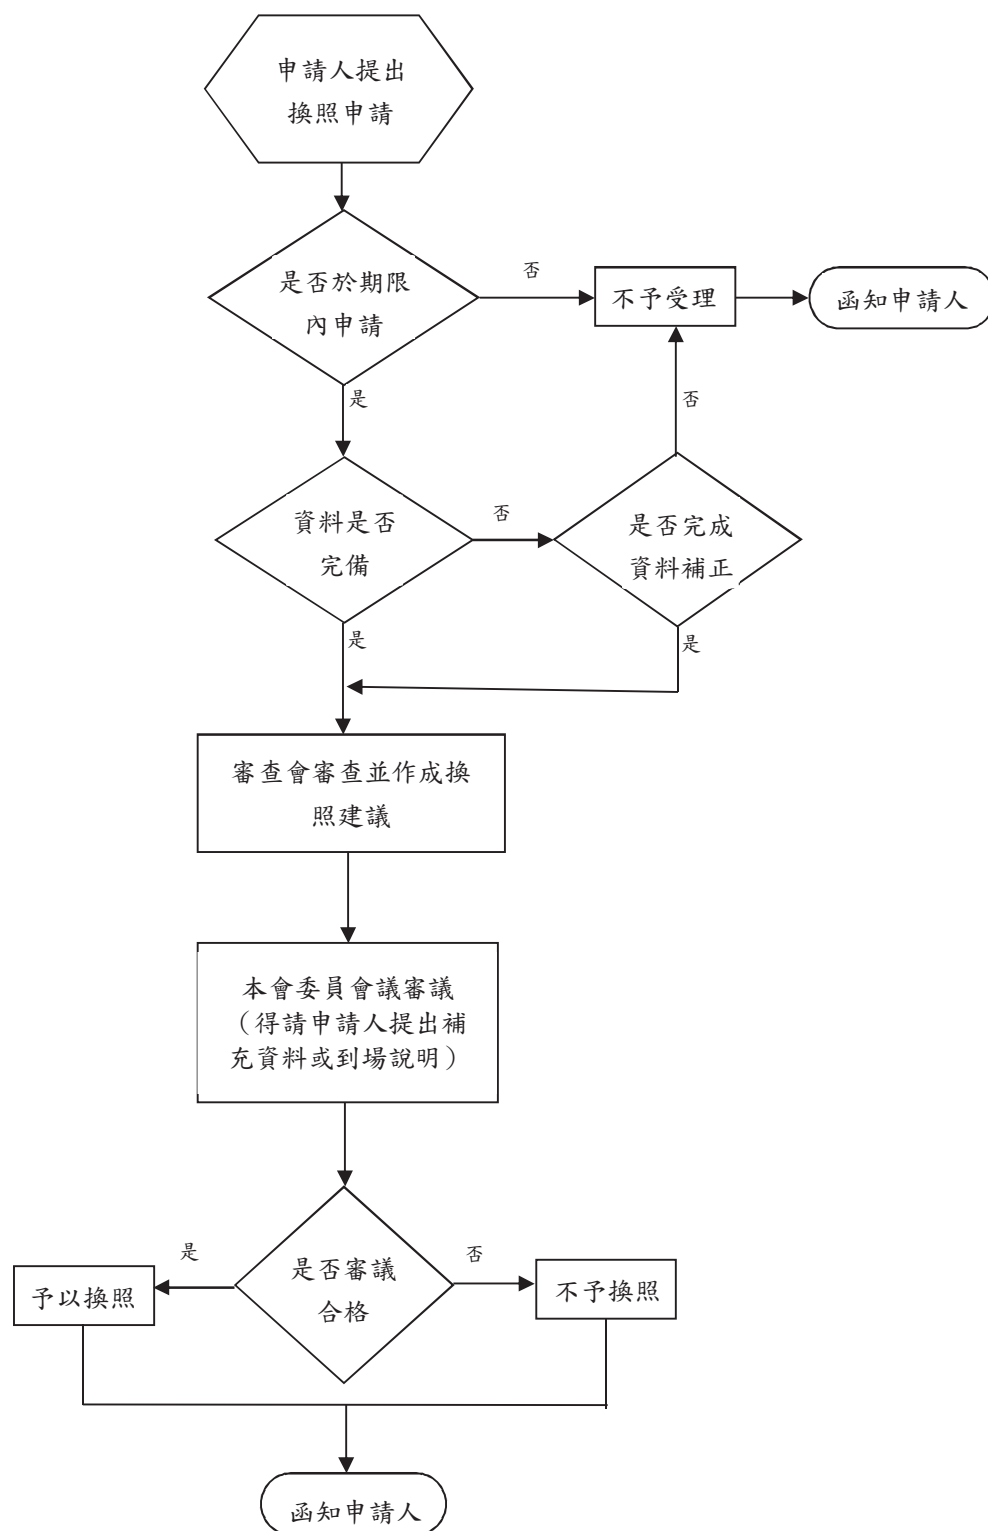 申請人提出
換照申請
是否於期限
內申請
否
不予受理
函知申請人
是
否
資料是否
完備
否
是否完成
資料補正
是
是
審查會審查並作成換
照建議
本會委員會議審議
（得請申請人提出補
充資料或到場說明）
是否審議
合格
是
予以換照
否
不予換照
函知申請人